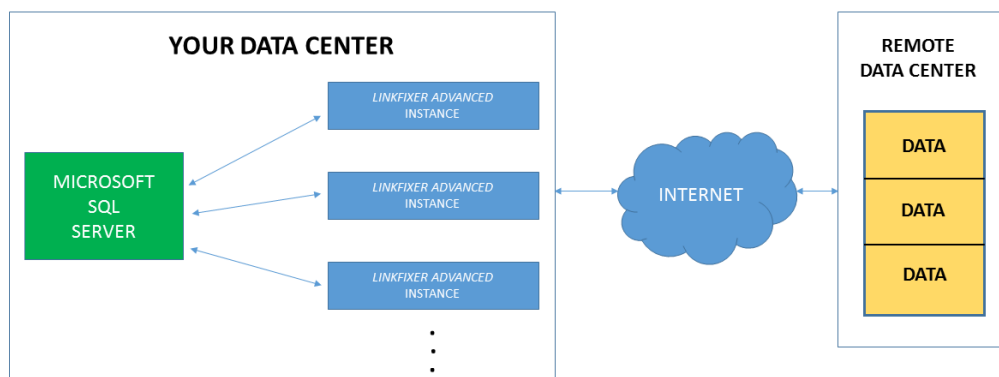 YOUR DATA CENTER
MICROSOFT
SQL
SERVER
LINKFIXER ADVANCED
INSTANCE
LINKFIXER ADVANCED
INSTANCE
LINKFIXER ADVANCED
INSTANCE
INTERNET
REMOTE
DATA CENTER
DATA
DATA
DATA